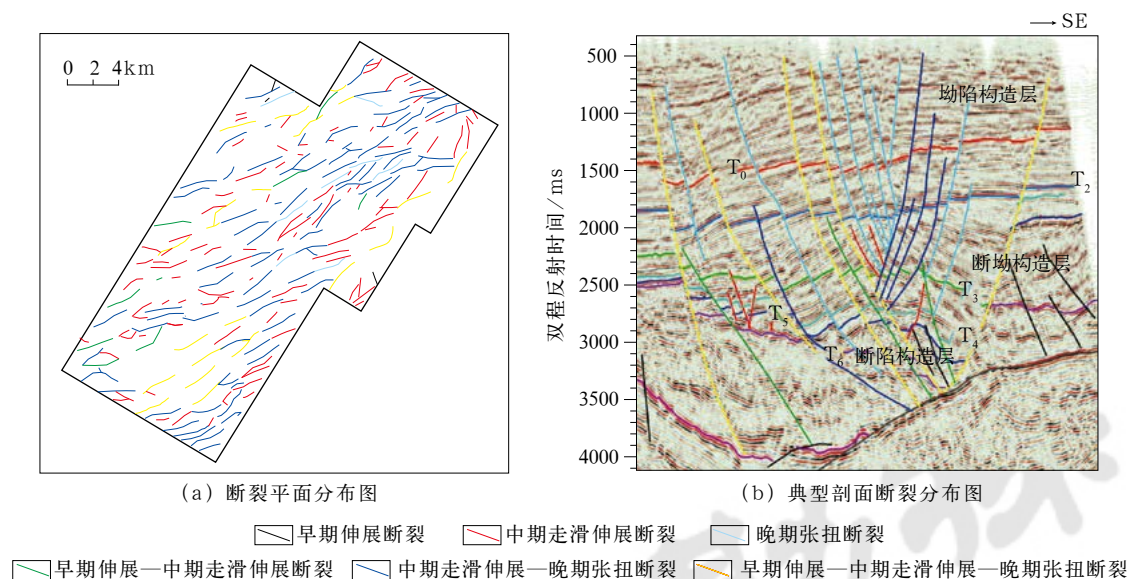 → SE
0 2 4km
500
1000
1500
2000
2500
3000
3500
4000
双程反射时间/ms
坳陷构造层
T0
T2
断坳构造层
T3
T5
T4
T6
断陷构造层
(a) 断裂平面分布图
(b) 典型剖面断裂分布图
早期伸展断裂 中期走滑伸展断裂 晚期张扭断裂
早期伸展—中期走滑伸展断裂 中期走滑伸展—晚期张扭断裂 早期伸展—中期走滑伸展—晚期张扭断裂